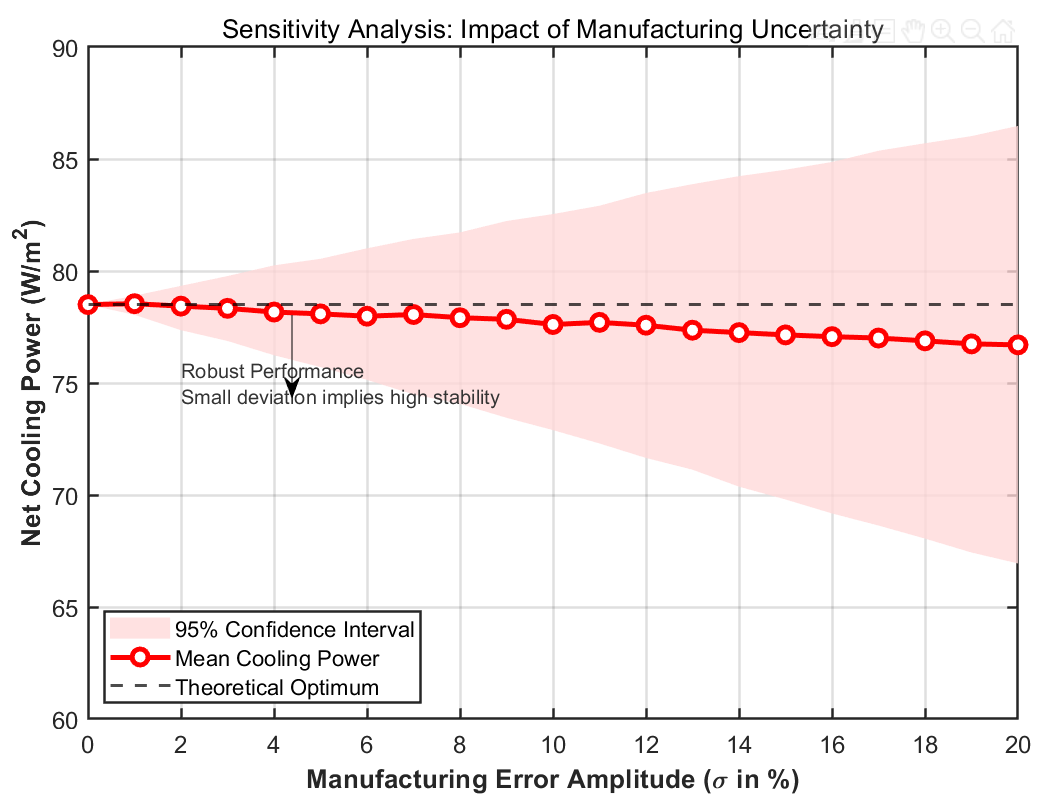 Sensitivity Analysis: Impact of Manufacturing Uncertainty
90
85
80
75
70
65
60
Net Cooling Power (W/m²)
Robust Performance
Small deviation implies high stability
95% Confidence Interval
Mean Cooling Power
Theoretical Optimum
0 2 4 6 8 10 12 14 16 18 20
Manufacturing Error Amplitude (σ in %)